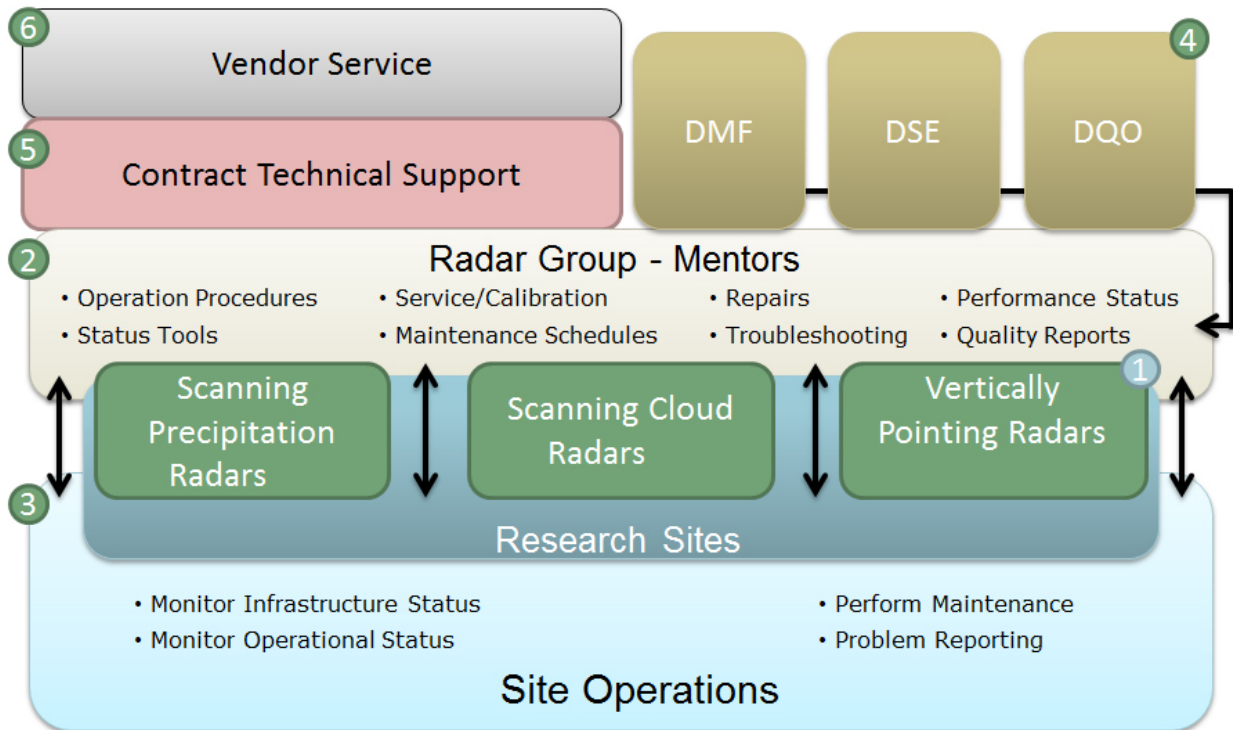 6
Vendor Service
4
DMF
DSE
DQO
5
Contract Technical Support
2
Radar Group - Mentors
• Operation Procedures
• Status Tools
• Service/Calibration
• Maintenance Schedules
• Repairs
• Troubleshooting
• Performance Status
• Quality Reports
1
Scanning
Precipitation
Radars
Scanning Cloud
Radars
Vertically
Pointing Radars
3
Research Sites
• Monitor Infrastructure Status
• Monitor Operational Status
• Perform Maintenance
• Problem Reporting
Site Operations